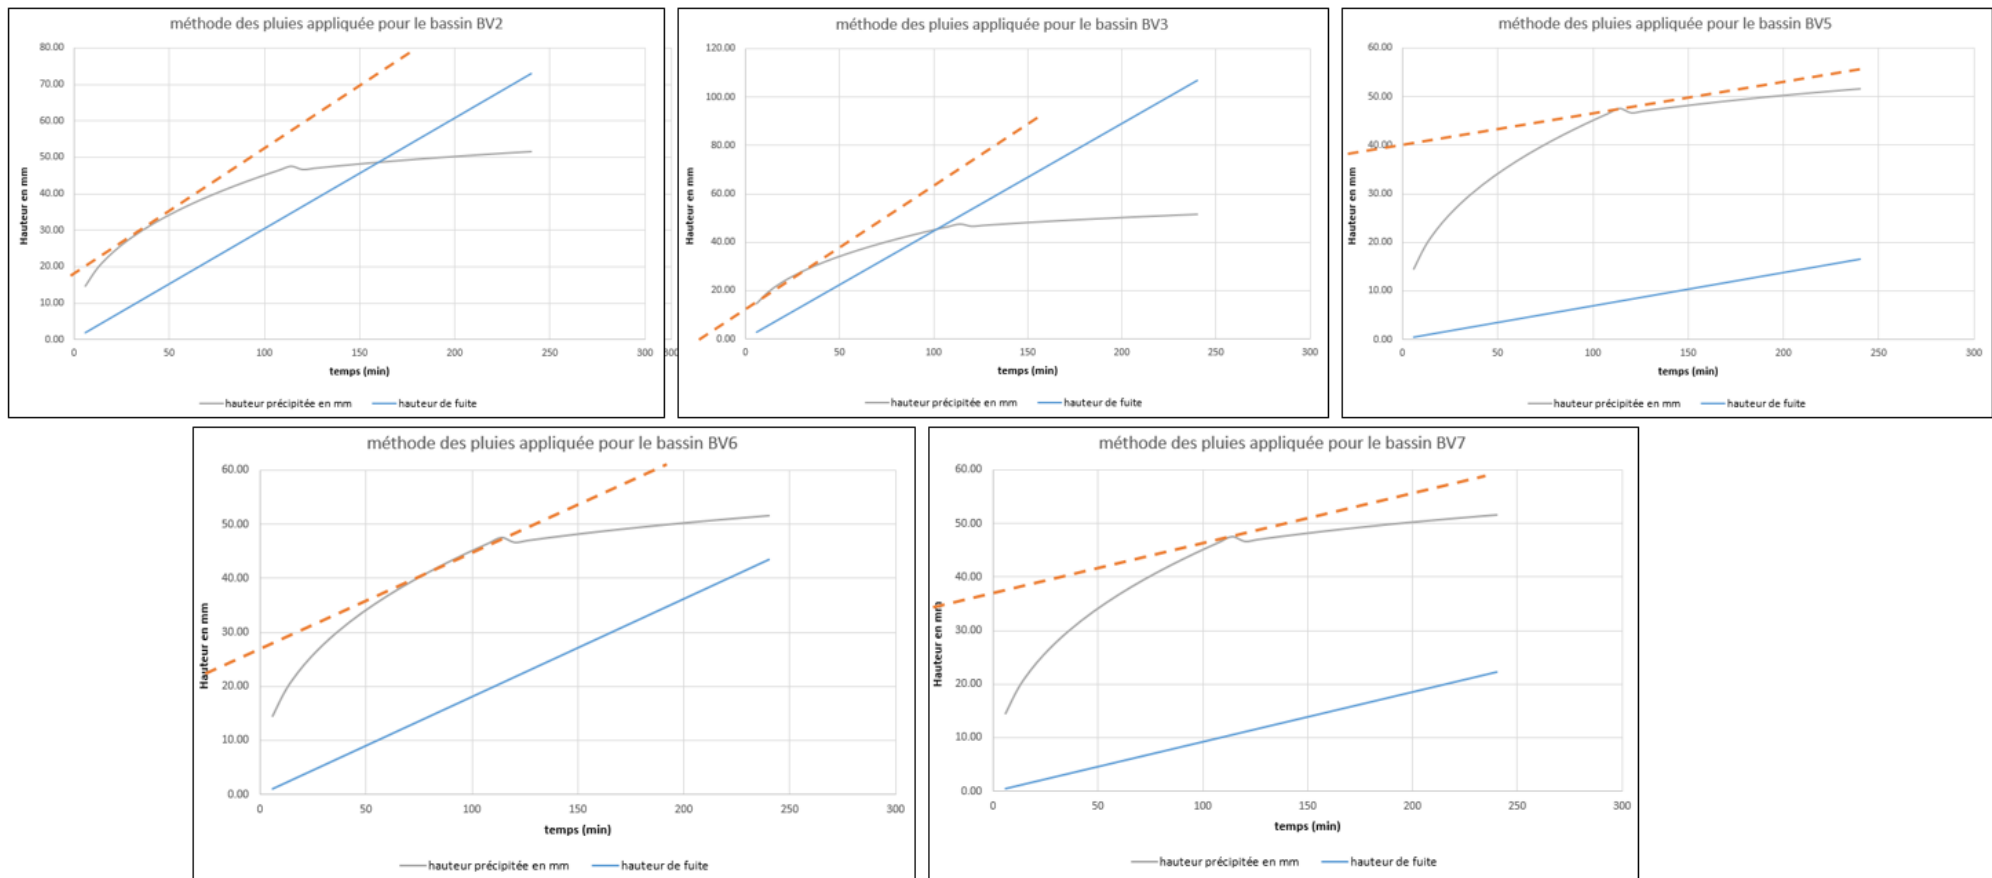 méthode des pluies appliquée pour le bassin BV2
80.00
70.00
60.00
50.00
40.00
30.00
20.00
10.00
0.00
Hauteur en mm
0 50 100 150 200 250 300
temps (min)
hauteur précipitée en mm hauteur de fuite
méthode des pluies appliquée pour le bassin BV3
120.00
100.00
80.00
60.00
40.00
20.00
0.00
Hauteur en mm
0 50 100 150 200 250 300
temps (min)
hauteur précipitée en mm hauteur de fuite
méthode des pluies appliquée pour le bassin BV5
60.00
50.00
40.00
30.00
20.00
10.00
0.00
Hauteur en mm
0 50 100 150 200 250 300
temps (min)
hauteur précipitée en mm hauteur de fuite
méthode des pluies appliquée pour le bassin BV6
60.00
50.00
40.00
30.00
20.00
10.00
0.00
Hauteur en mm
0 50 100 150 200 250 300
temps (min)
hauteur précipitée en mm hauteur de fuite
méthode des pluies appliquée pour le bassin BV7
60.00
50.00
40.00
30.00
20.00
10.00
0.00
Hauteur en mm
0 50 100 150 200 250 300
temps (min)
hauteur précipitée en mm hauteur de fuite